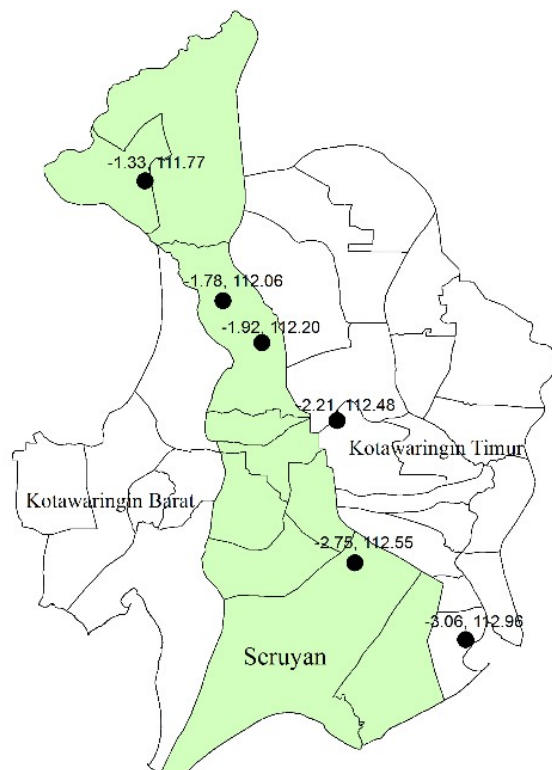 -1.33, 111.77
-1.78, 112.06
-1.92, 112.20
-2.21, 112.48
Kotawaringin Timur
Kotawaringin Barat
-2.75, 112.55
-3.06, 112.96
Seruyan